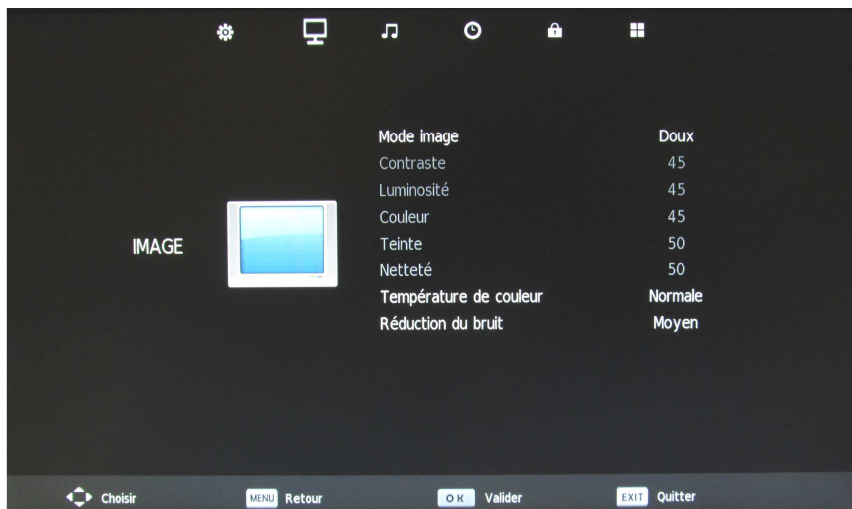 Mode image Doux
Contraste 45
Luminosité 45
Couleur 45
IMAGE
Teinte 50
Netteté 50
Température de couleur Normale
Réduction du bruit Moyen
Choisir MENU Retour OK Valider EXIT Quitter